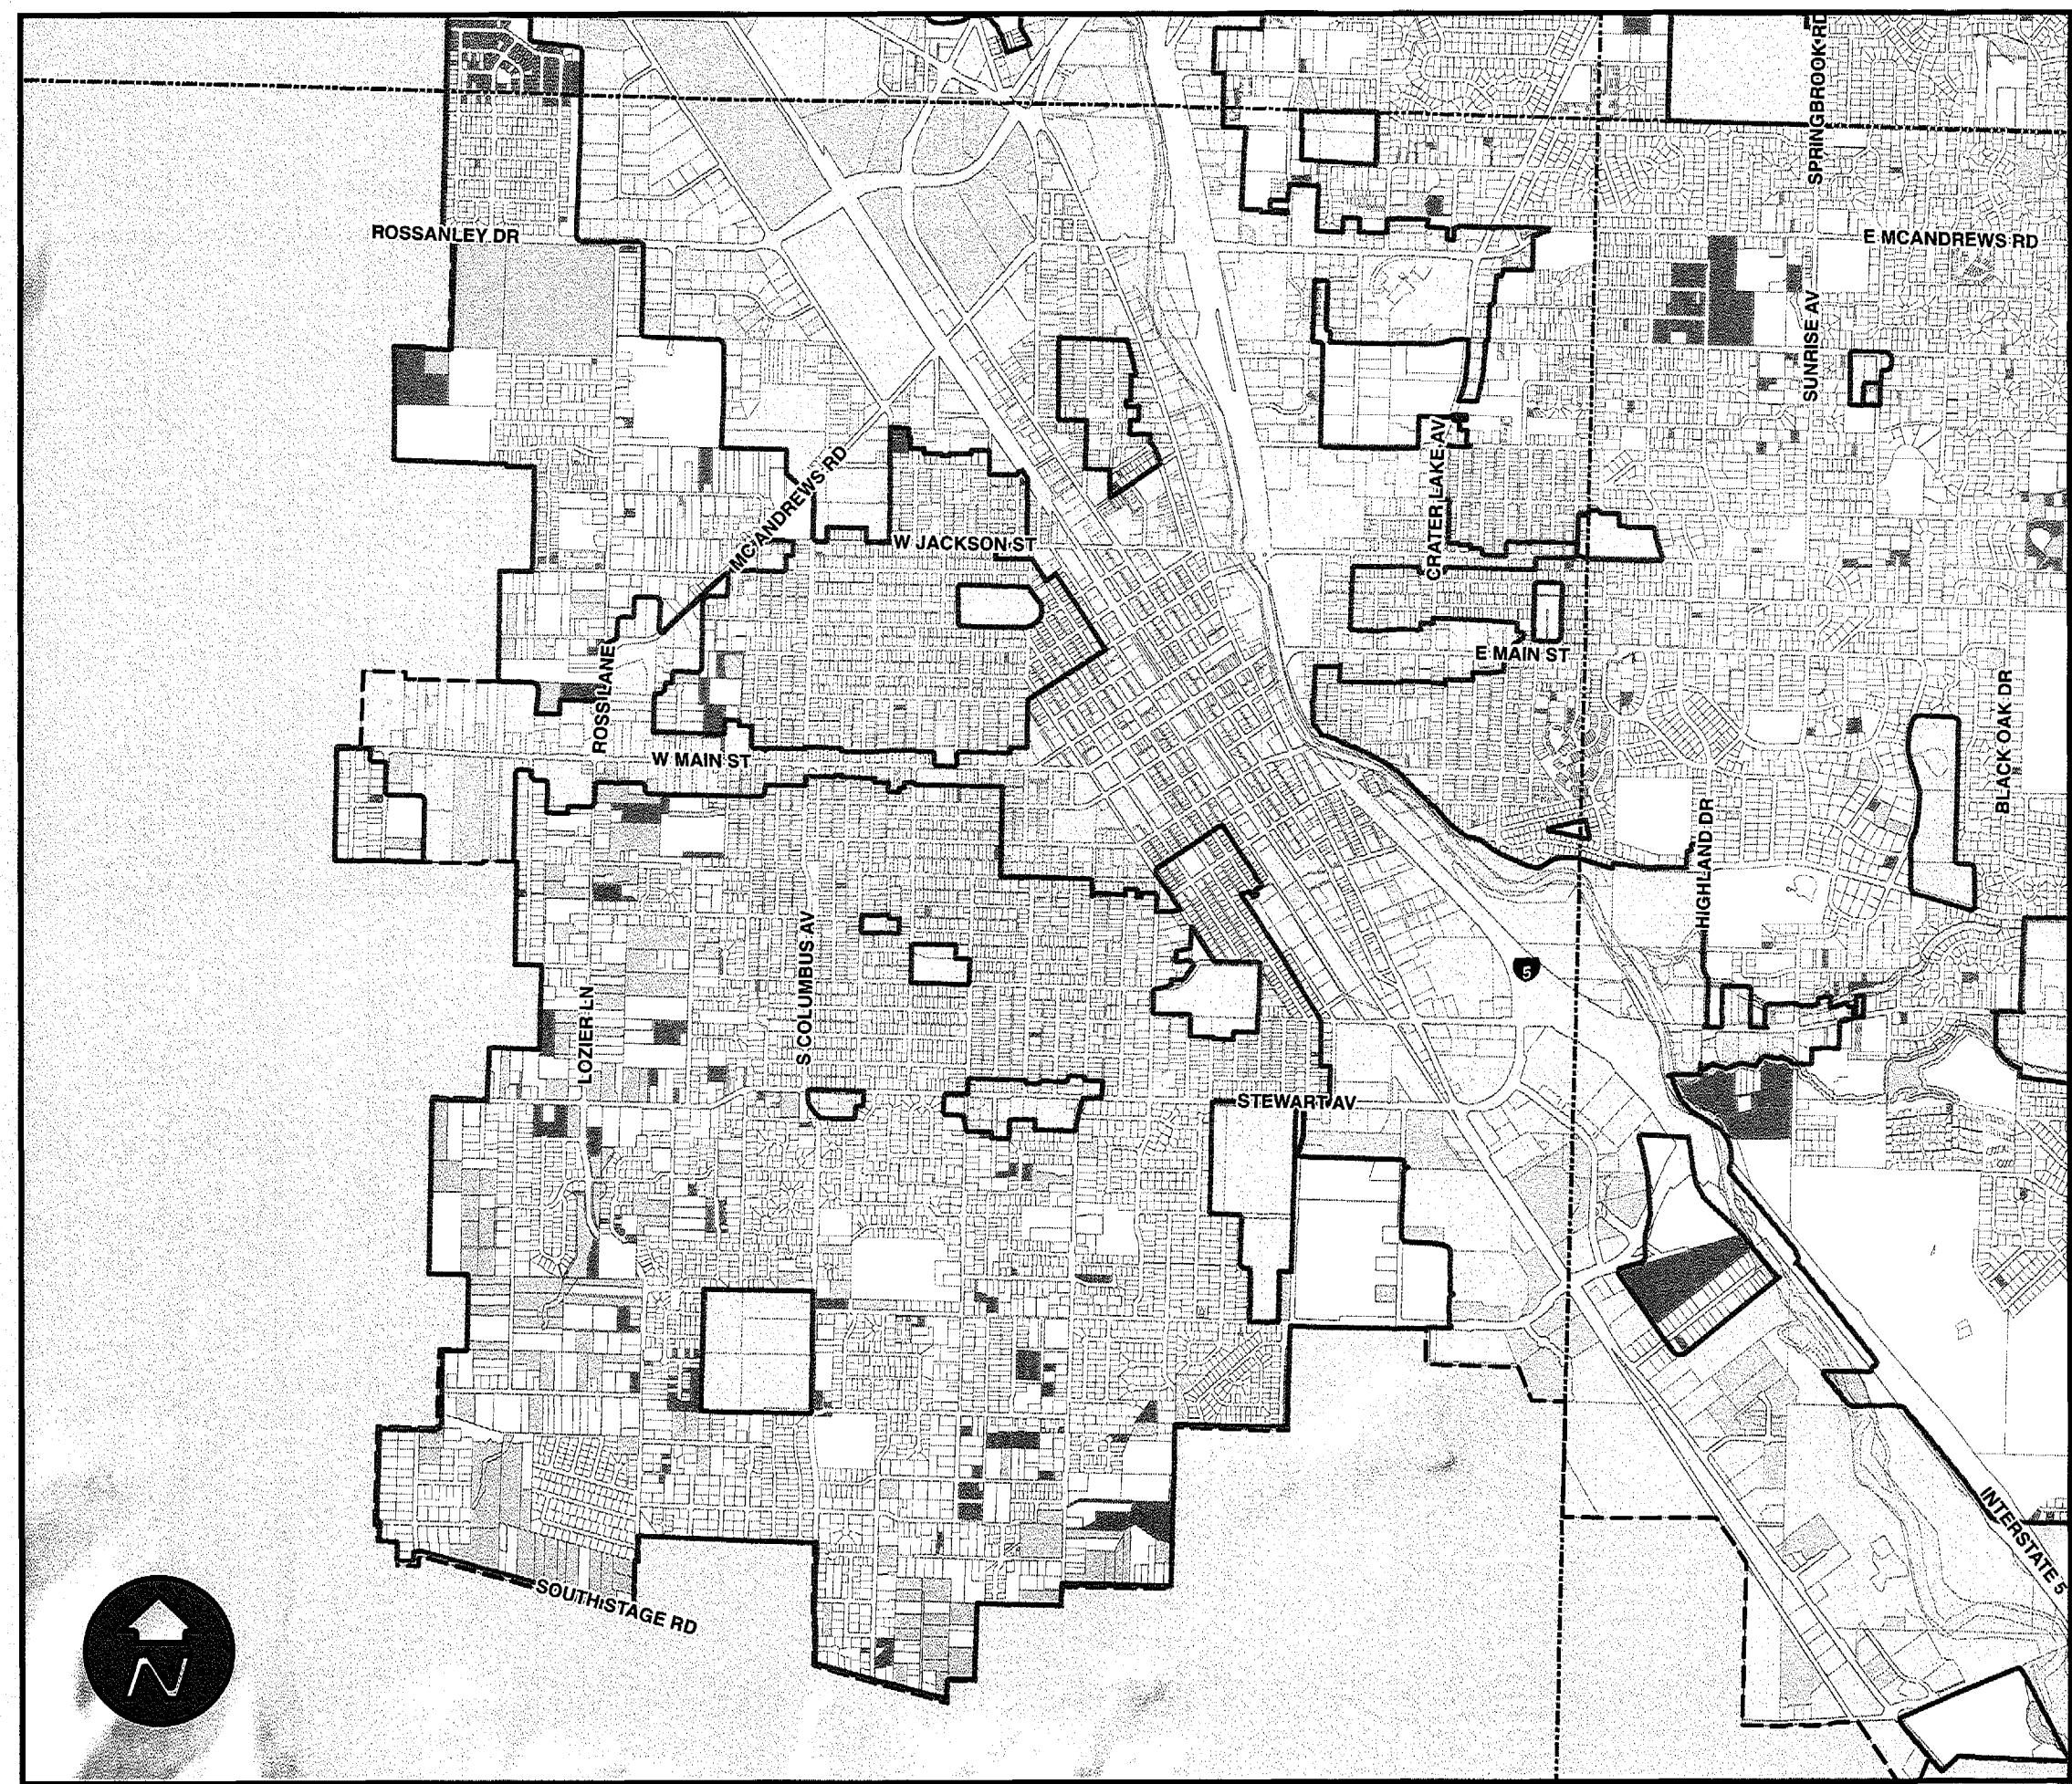 SPRINGBROOK RD
ROSSANLEY DR
E MCANDREWS RD
SUNRISE AV
MC ANDREWS RD
CRATER LAKE AV
W JACKSON ST
ROSS LANE
E MAIN ST
W MAIN ST
BLACK OAK DR
HIGHLAND DR
S COLUMBUS AV
5
LOZIER LN
STEWART AV
INTERSTATE 5
SOUTH STAGE RD
N